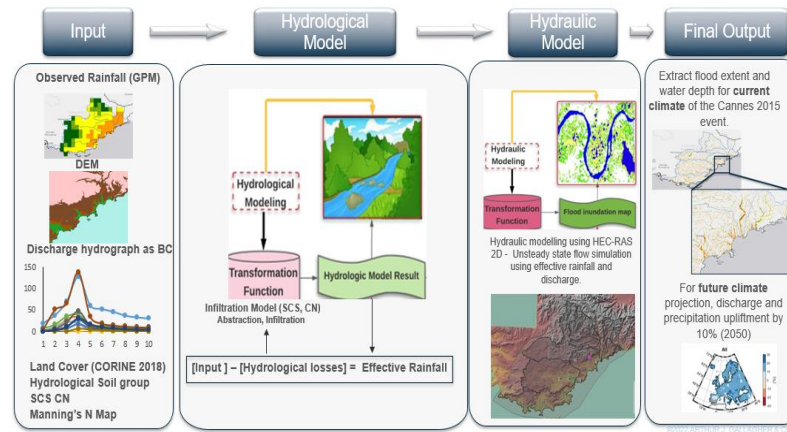 Input
Hydrological
Model
Hydraulic
Model
Final Output
Observed Rainfall (GPM)
DEM
Discharge hydrograph as BC
150
100
50
0
1 2 3 4 5 6 7 8 9 10
Land Cover (CORINE 2018)
Hydrological Soil group
SCS CN
Manning's N Map
Hydrological
Modeling
Transformation
Function
Hydrologic Model Result
Infiltration Model (SCS, CN)
Abstraction, Infiltration
[Input ] – [Hydrological losses] = Effective Rainfall
Hydraulic
Modeling
Transformation
Function
Flood inundation map
Hydraulic modelling using HEC-RAS
2D - Unsteady state flow simulation
using effective rainfall and
discharge.
Extract flood extent and
water depth for current
climate of the Cannes 2015
event.
For future climate
projection, discharge and
precipitation upliftment by
10% (2050)
All
©2022 ARTHUR J. GALLAGHER & CO